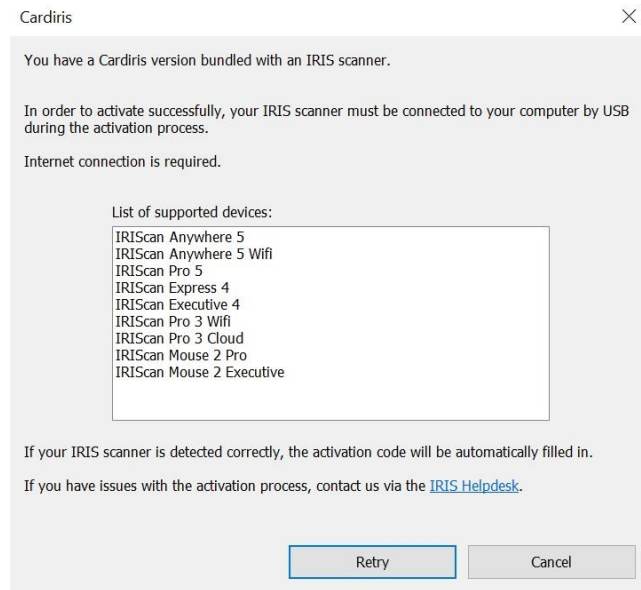 Cardiris
You have a Cardiris version bundled with an IRIS scanner.
In order to activate successfully, your IRIS scanner must be connected to your computer by USB
during the activation process.
Internet connection is required.
List of supported devices:
IRIScan Anywhere 5
IRIScan Anywhere 5 Wifi
IRIScan Pro 5
IRIScan Express 4
IRIScan Executive 4
IRIScan Pro 3 Wifi
IRIScan Pro 3 Cloud
IRIScan Mouse 2 Pro
IRIScan Mouse 2 Executive
If your IRIS scanner is detected correctly, the activation code will be automatically filled in.
If you have issues with the activation process, contact us via the IRIS Helpdesk.
Retry
Cancel